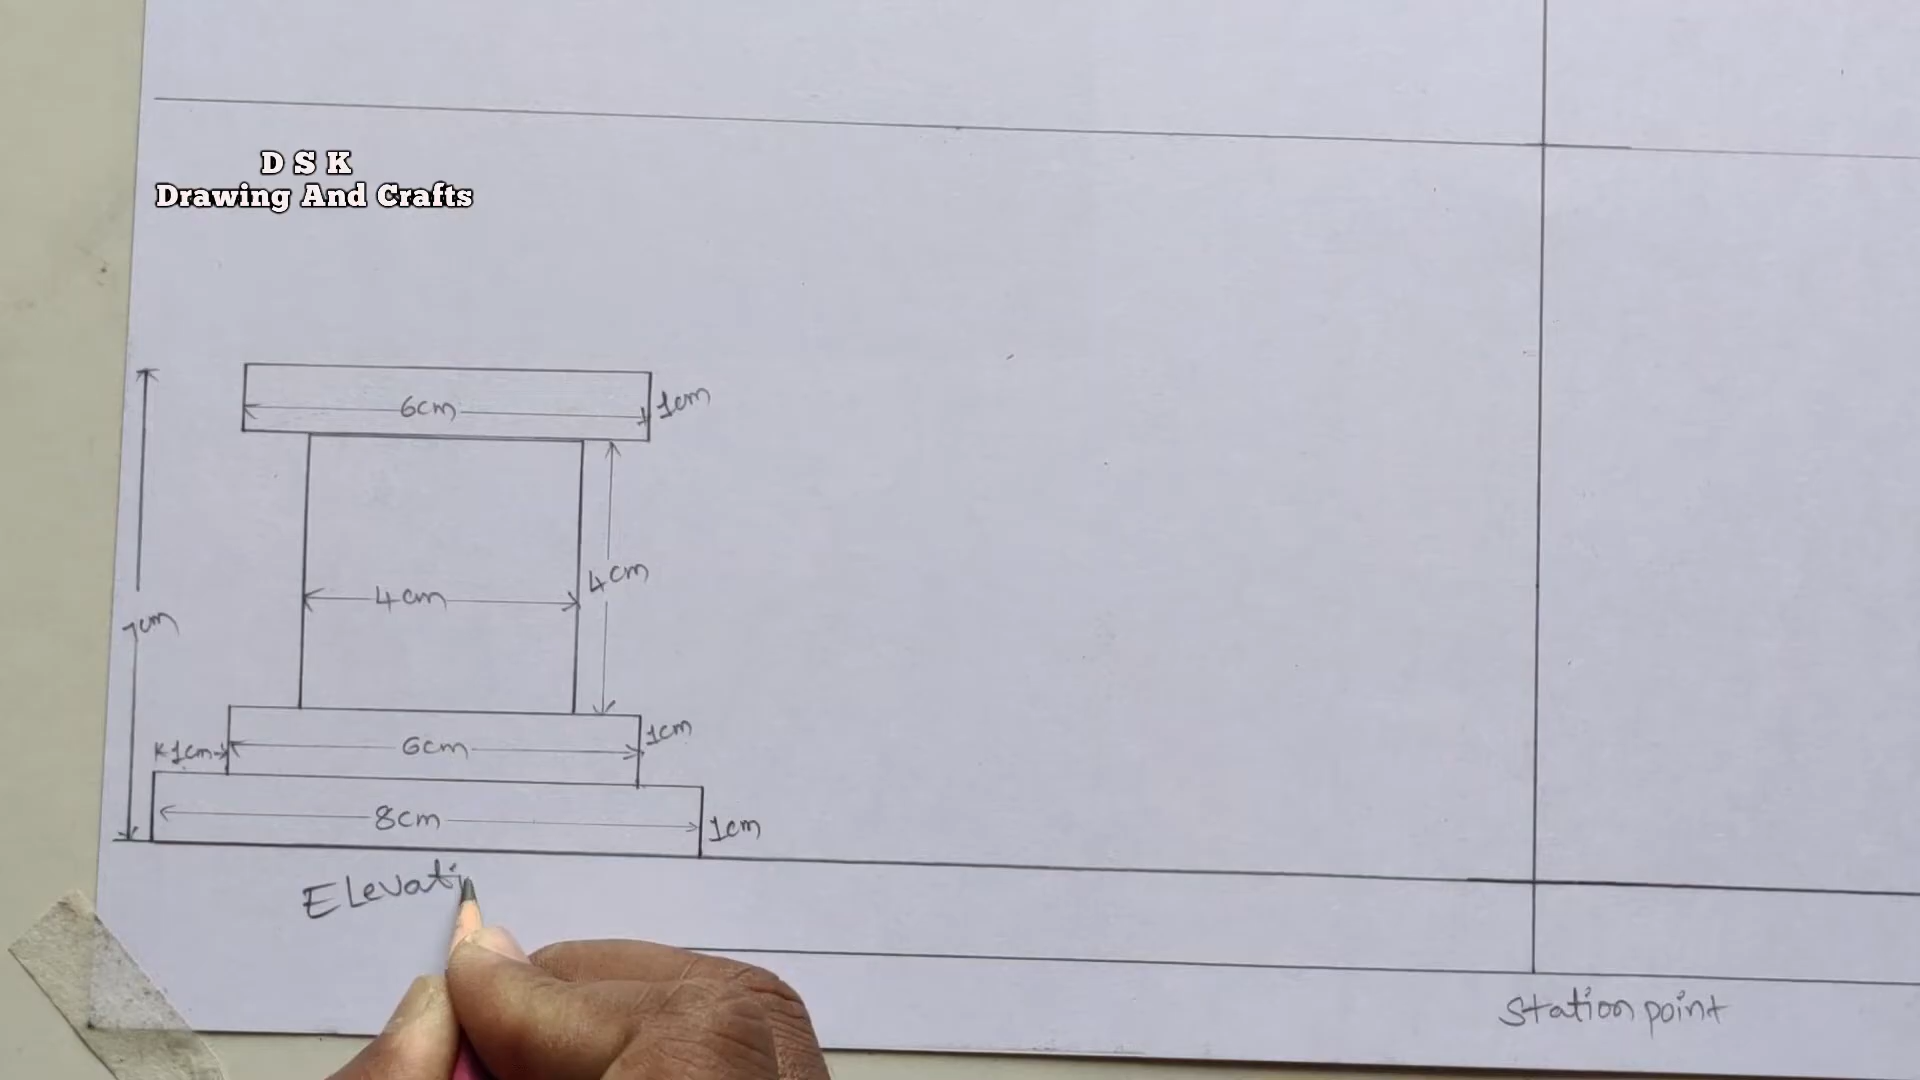 D S K
Drawing And Crafts
6cm
1cm
4cm
4cm
7cm
1cm
6cm
1cm
8cm
1cm
Elevati
Station point